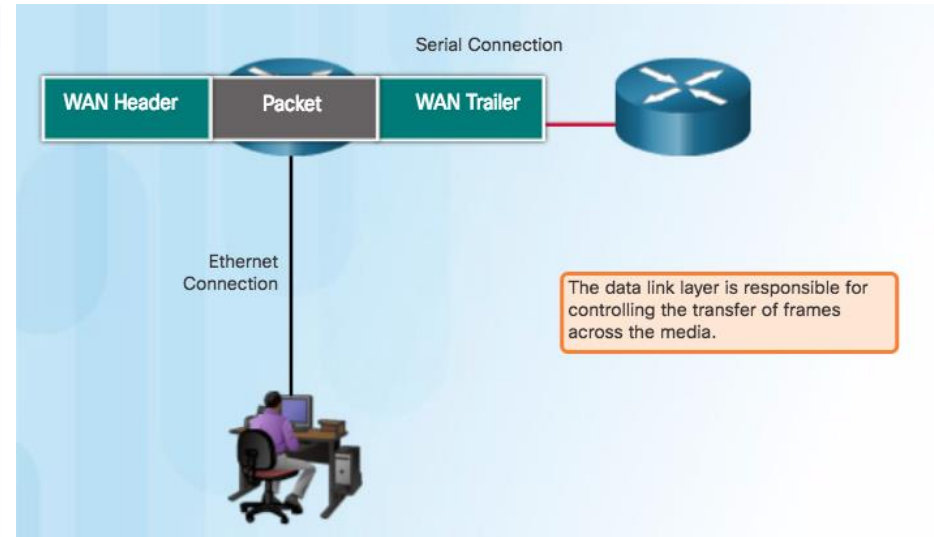 Serial Connection
WAN Header
Packet
WAN Trailer
Ethernet
Connection
The data link layer is responsible for
controlling the transfer of frames
across the media.